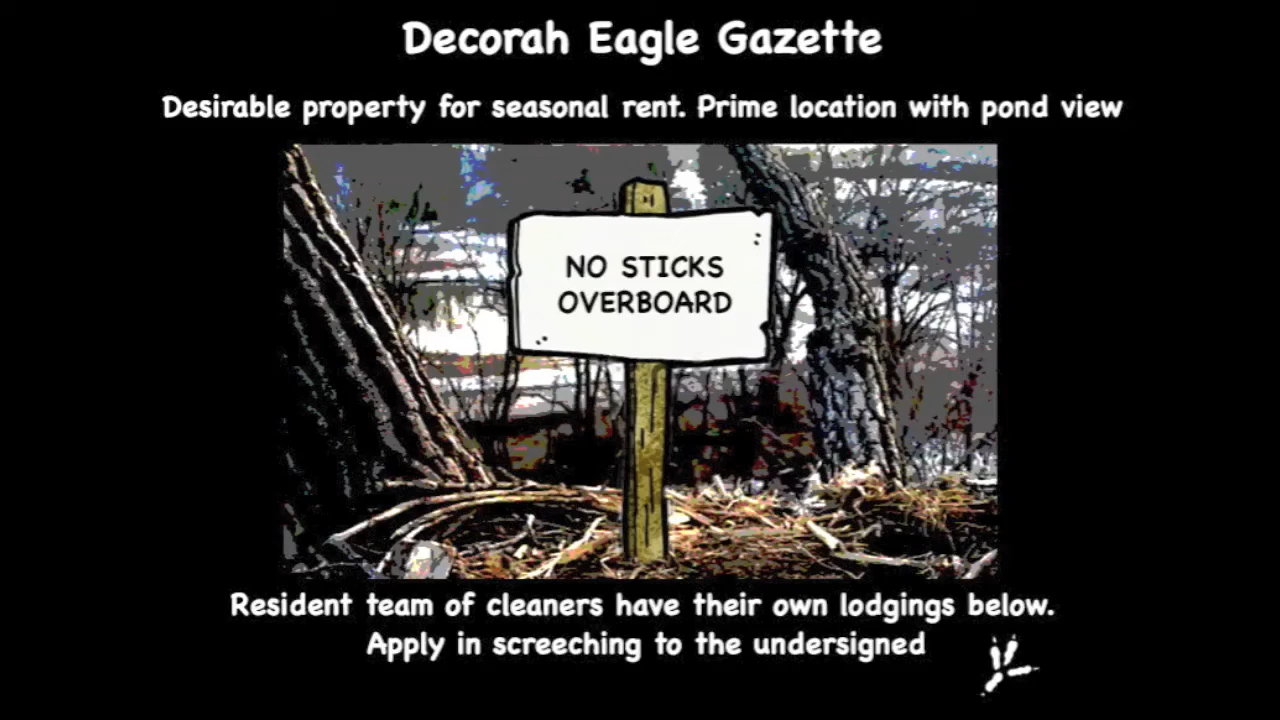 Decorah Eagle Gazette
Desirable property for seasonal rent. Prime location with pond view
NO STICKS
OVERBOARD
Resident team of cleaners have their own lodgings below.
Apply in screeching to the undersigned